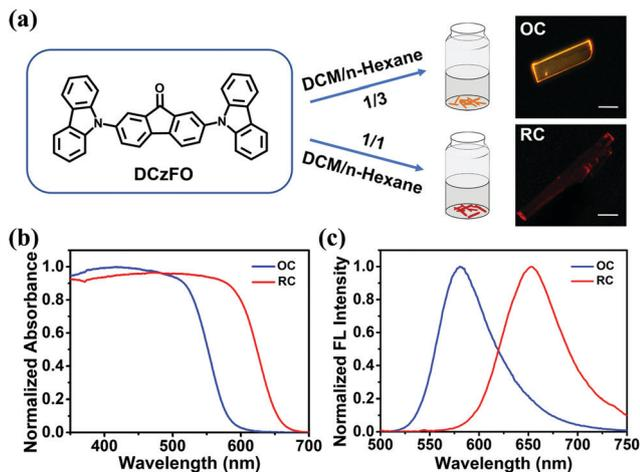 (a)
O
N
N
DCzFO
DCM/n-Hexane
1/3
1/1
DCM/n-Hexane
OC
RC
(b)
Normalized Absorbance
1.0
0.8
0.6
0.4
0.2
0.0
OC
RC
400
500
600
700
Wavelength (nm)
(c)
Normalized FL Intensity
1.0
0.8
0.6
0.4
0.2
0.0
OC
RC
500
550
600
650
700
750
Wavelength (nm)